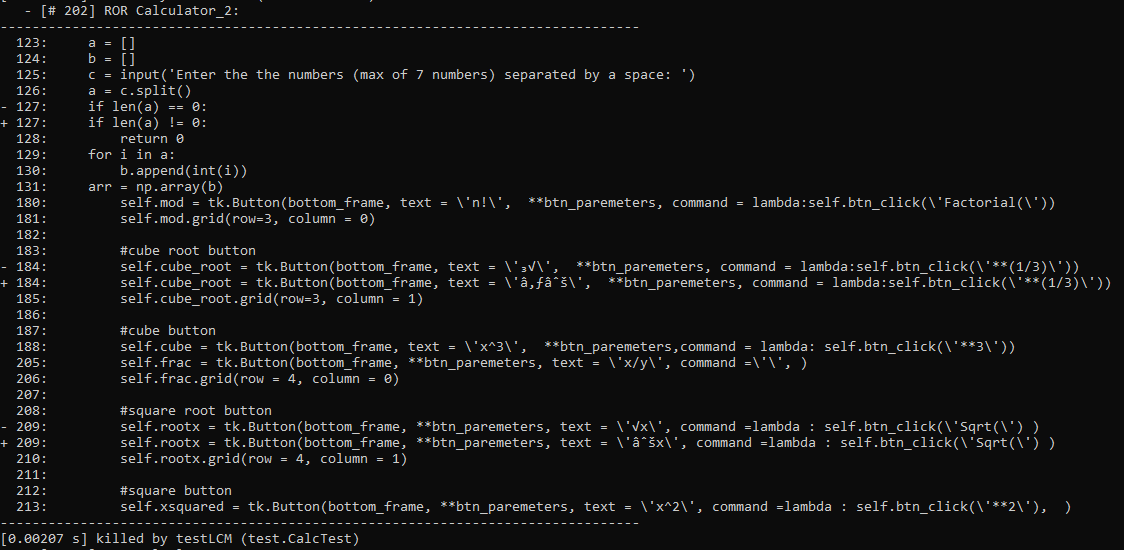 - [# 202] ROR Calculator_2:
--------------------------------------------------------------------------------
  123:     a = []
  124:     b = []
  125:     c = input('Enter the the numbers (max of 7 numbers) separated by a space: ')
  126:     a = c.split()
- 127:     if len(a) == 0:
+ 127:     if len(a) != 0:
  128:         return 0
  129:     for i in a:
  130:         b.append(int(i))
  131:     arr = np.array(b)
  180:         self.mod = tk.Button(bottom_frame, text = \'n!\',  **btn_paremeters, command = lambda:self.btn_click(\'Factorial(\'))
  181:         self.mod.grid(row=3, column = 0)
  182:
  183:         #cube root button
- 184:         self.cube_root = tk.Button(bottom_frame, text = \'₃√\',  **btn_paremeters, command = lambda:self.btn_click(\'**(1/3)\'))
+ 184:         self.cube_root = tk.Button(bottom_frame, text = \'â‚ƒâˆš\',  **btn_paremeters, command = lambda:self.btn_click(\'**(1/3)\'))
  185:         self.cube_root.grid(row=3, column = 1)
  186:
  187:         #cube button
  188:         self.cube = tk.Button(bottom_frame, text = \'x^3\',  **btn_paremeters,command = lambda: self.btn_click(\'**3\'))
  205:         self.frac = tk.Button(bottom_frame, **btn_paremeters, text = \'x/y\', command =\'\', )
  206:         self.frac.grid(row = 4, column = 0)
  207:
  208:         #square root button
- 209:         self.rootx = tk.Button(bottom_frame, **btn_paremeters, text = \'√x\', command =lambda : self.btn_click(\'Sqrt(\') )
+ 209:         self.rootx = tk.Button(bottom_frame, **btn_paremeters, text = \'âˆšx\', command =lambda : self.btn_click(\'Sqrt(\') )
  210:         self.rootx.grid(row = 4, column = 1)
  211:
  212:         #square button
  213:         self.xsquared = tk.Button(bottom_frame, **btn_paremeters, text = \'x^2\', command =lambda : self.btn_click(\'**2\'),  )
--------------------------------------------------------------------------------
[0.00207 s] killed by testLCM (test.CalcTest)